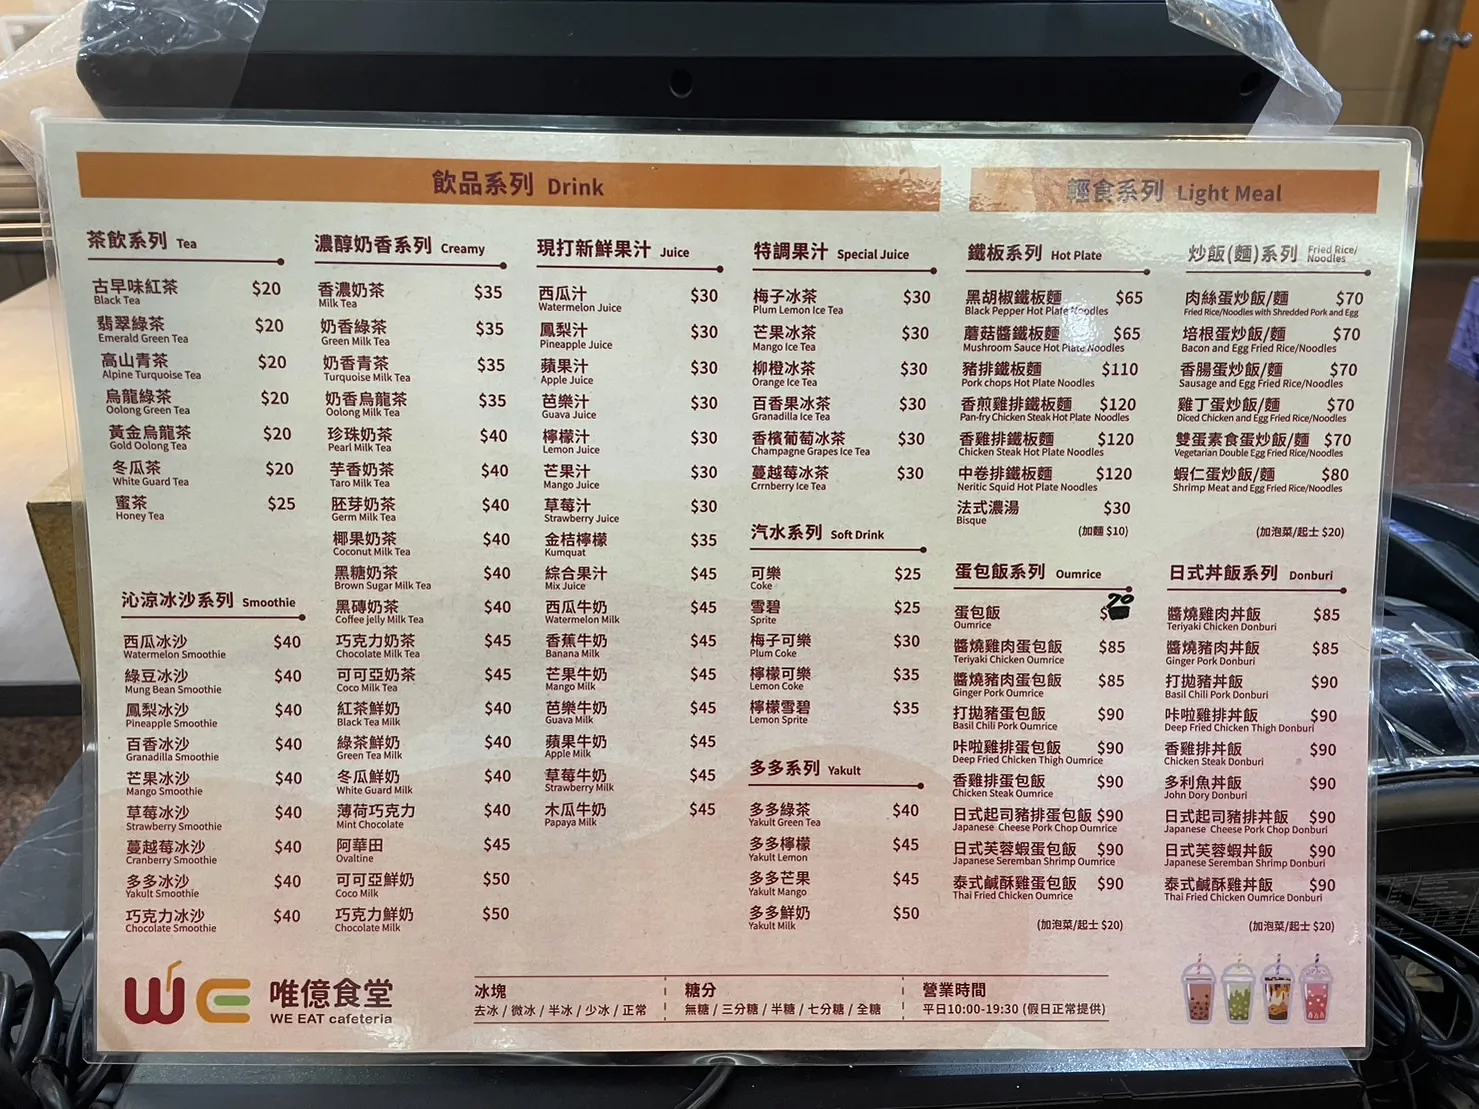 飲品系列 Drink
茶飲系列 Tea
古早味紅茶 $20
Black Tea
翡翠綠茶 $20
Emerald Green Tea
高山青茶 $20
Alpine Turquoise Tea
烏龍綠茶 $20
Oolong Green Tea
黃金烏龍茶 $20
Gold Oolong Tea
冬瓜茶 $20
White Guard Tea
蜜茶 $25
Honey Tea
沁涼冰沙系列 Smoothie
西瓜冰沙 $40
Watermelon Smoothie
綠豆冰沙 $40
Mung Bean Smoothie
鳳梨冰沙 $40
Pineapple Smoothie
百香冰沙 $40
Granadilla Smoothie
芒果冰沙 $40
Mango Smoothie
草莓冰沙 $40
Strawberry Smoothie
蔓越莓冰沙 $40
Cranberry Smoothie
多多冰沙 $40
Yakult Smoothie
巧克力冰沙 $40
Chocolate Smoothie
濃醇奶香系列 Creamy
香濃奶茶 $35
Milk Tea
奶香綠茶 $35
Green Milk Tea
奶香青茶 $35
Turquoise Milk Tea
奶香烏龍茶 $35
Oolong Milk Tea
珍珠奶茶 $40
Pearl Milk Tea
芋香奶茶 $40
Taro Milk Tea
胚芽奶茶 $40
Germ Milk Tea
椰果奶茶 $40
Coconut Milk Tea
黑糖奶茶 $40
Brown Sugar Milk Tea
黑磚奶茶 $40
Coffee jelly Milk Tea
巧克力奶茶 $45
Chocolate Milk Tea
可可亞奶茶 $45
Coco Milk Tea
紅茶鮮奶 $40
Black Tea Milk
綠茶鮮奶 $40
Green Tea Milk
冬瓜鮮奶 $40
White Guard Milk
薄荷巧克力 $40
Mint Chocolate
阿華田 $45
Ovaltine
可可亞鮮奶 $50
Coco Milk
巧克力鮮奶 $50
Chocolate Milk
現打新鮮果汁 Juice
西瓜汁 $30
Watermelon Juice
鳳梨汁 $30
Pineapple Juice
蘋果汁 $30
Apple Juice
芭樂汁 $30
Guava Juice
檸檬汁 $30
Lemon Juice
芒果汁 $30
Mango Juice
草莓汁 $30
Strawberry Juice
金桔檸檬 $35
Kumquat
綜合果汁 $45
Mix Juice
西瓜牛奶 $45
Watermelon Milk
香蕉牛奶 $45
Banana Milk
芒果牛奶 $45
Mango Milk
芭樂牛奶 $45
Guava Milk
蘋果牛奶 $45
Apple Milk
草莓牛奶 $45
Strawberry Milk
木瓜牛奶 $45
Papaya Milk
特調果汁 Special Juice
梅子冰茶 $30
Plum Lemon Ice Tea
芒果冰茶 $30
Mango Ice Tea
柳橙冰茶 $30
Orange Ice Tea
百香果冰茶 $30
Granadilla Ice Tea
香檳葡萄冰茶 $30
Champagne Grapes Ice Tea
蔓越莓冰茶 $30
Crrnberry Ice Tea
汽水系列 Soft Drink
可樂 $25
Coke
雪碧 $25
Sprite
梅子可樂 $30
Plum Coke
檸檬可樂 $35
Lemon Coke
檸檬雪碧 $35
Lemon Sprite
多多系列 Yakult
多多綠茶 $40
Yakult Green Tea
多多檸檬 $45
Yakult Lemon
多多芒果 $45
Yakult Mango
多多鮮奶 $50
Yakult Milk
輕食系列 Light Meal
鐵板系列 Hot Plate
黑胡椒鐵板麵 $65
Black Pepper Hot Plate Noodles
蘑菇醬鐵板麵 $65
Mushroom Sauce Hot Plate Noodles
豬排鐵板麵 $110
Pork chops Hot Plate Noodles
香煎雞排鐵板麵 $120
Pan-fry Chicken Steak Hot Plate Noodles
香雞排鐵板麵 $120
Chicken Steak Hot Plate Noodles
中卷排鐵板麵 $120
Neritic Squid Hot Plate Noodles
法式濃湯 $30
Bisque
(加麵 $10)
蛋包飯系列 Oumrice
蛋包飯 $70
Oumrice
醬燒雞肉蛋包飯 $85
Teriyaki Chicken Oumrice
醬燒豬肉蛋包飯 $85
Ginger Pork Oumrice
打拋豬蛋包飯 $90
Basil Chili Pork Oumrice
咔啦雞排蛋包飯 $90
Deep Fried Chicken Thigh Oumrice
香雞排蛋包飯 $90
Chicken Steak Oumrice
日式起司豬排蛋包飯 $90
Japanese Cheese Pork Chop Oumrice
日式芙蓉蝦蛋包飯 $90
Japanese Seremban Shrimp Oumrice
泰式鹹酥雞蛋包飯 $90
Thai Fried Chicken Oumrice
(加泡菜/起士 $20)
炒飯(麵)系列 Fried Rice/
Noodles
肉絲蛋炒飯/麵 $70
Fried Rice/Noodles with Shredded Pork and Egg
培根蛋炒飯/麵 $70
Bacon and Egg Fried Rice/Noodles
香腸蛋炒飯/麵 $70
Sausage and Egg Fried Rice/Noodles
雞丁蛋炒飯/麵 $70
Diced Chicken and Egg Fried Rice/Noodles
雙蛋素食蛋炒飯/麵 $70
Vegetarian Double Egg Fried Rice/Noodles
蝦仁蛋炒飯/麵 $80
Shrimp Meat and Egg Fried Rice/Noodles
(加泡菜/起士 $20)
日式丼飯系列 Donburi
醬燒雞肉丼飯 $85
Teriyaki Chicken Donburi
醬燒豬肉丼飯 $85
Ginger Pork Donburi
打拋豬丼飯 $90
Basil Chili Pork Donburi
咔啦雞排丼飯 $90
Deep Fried Chicken Thigh Donburi
香雞排丼飯 $90
Chicken Steak Donburi
多利魚丼飯 $90
John Dory Donburi
日式起司豬排丼飯 $90
Japanese Cheese Pork Chop Donburi
日式芙蓉蝦丼飯 $90
Japanese Seremban Shrimp Donburi
泰式鹹酥雞丼飯 $90
Thai Fried Chicken Oumrice Donburi
(加泡菜/起士 $20)
WE 唯億食堂
WE EAT cafeteria
冰塊
去冰 / 微冰 / 半冰 / 少冰 / 正常
糖分
無糖 / 三分糖 / 半糖 / 七分糖 / 全糖
營業時間
平日10:00-19:30 (假日正常提供)